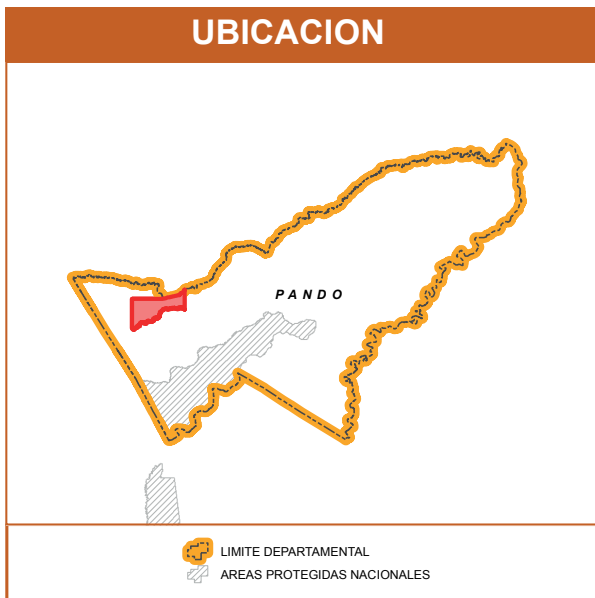 UBICACION
PANDO
LIMITE DEPARTAMENTAL
AREAS PROTEGIDAS NACIONALES